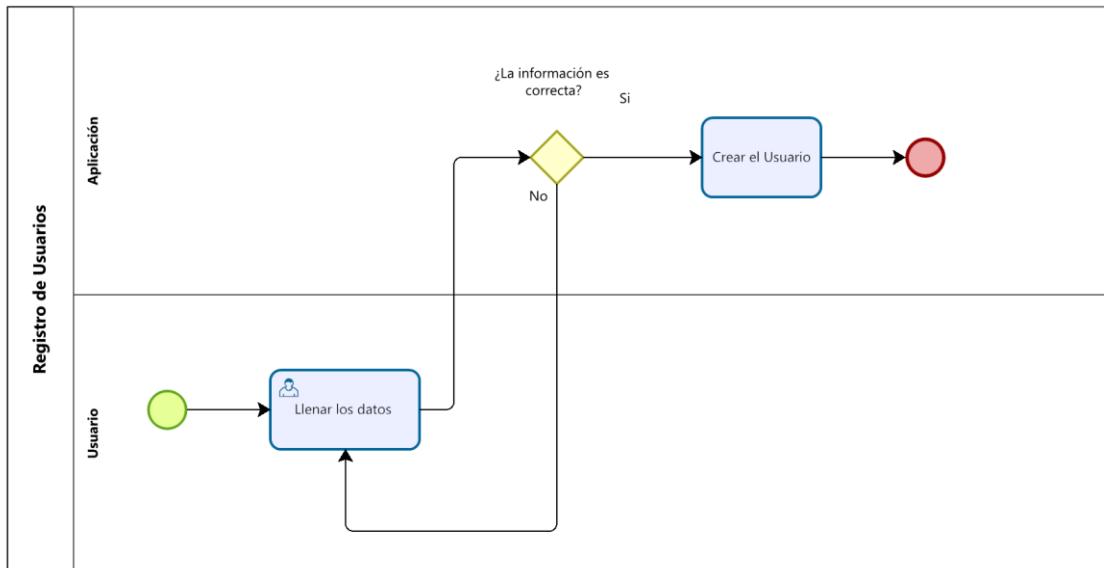 Registro de Usuarios
Aplicación
¿La información es
correcta?
Si
No
Crear el Usuario
Usuario
Llenar los datos